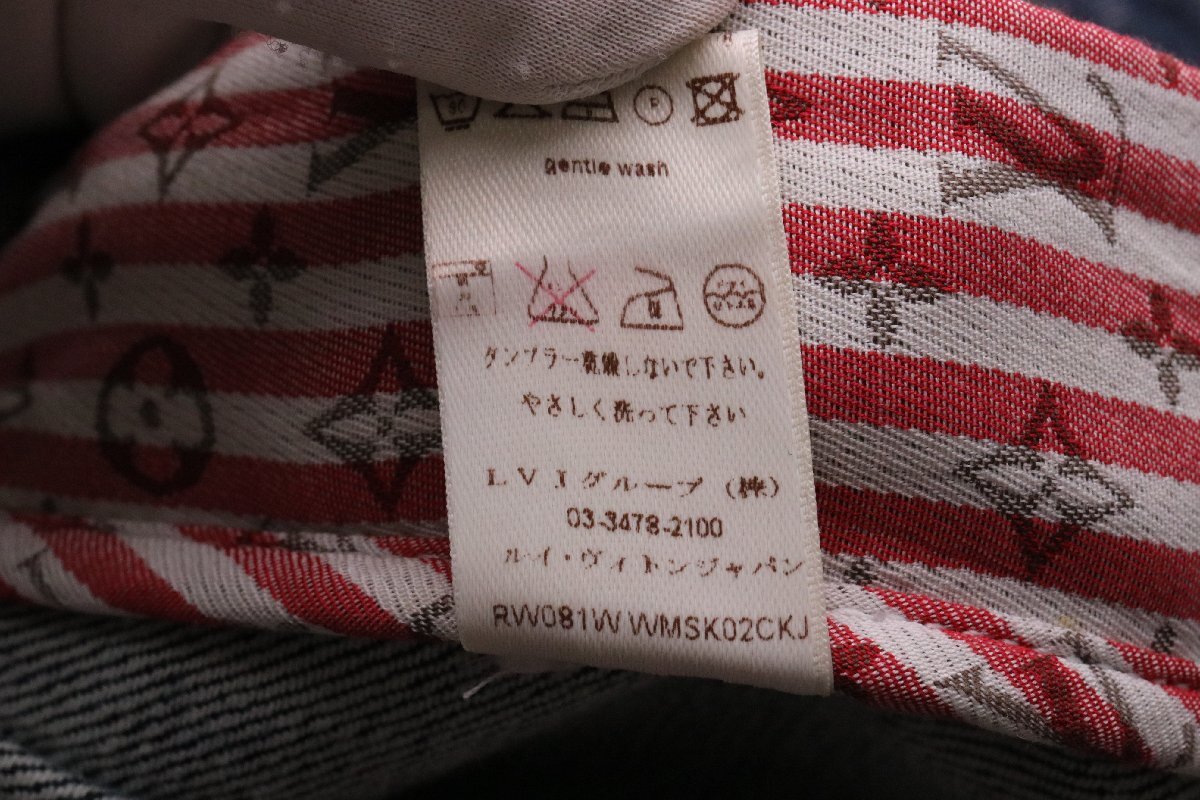 gentle wash
タンブラー乾燥しないで下さい。
やさしく洗って下さい
LVJグループ(株)
03-3478-2100
ルイ・ヴィトンジャパン
RW081W WMSK02CKJ